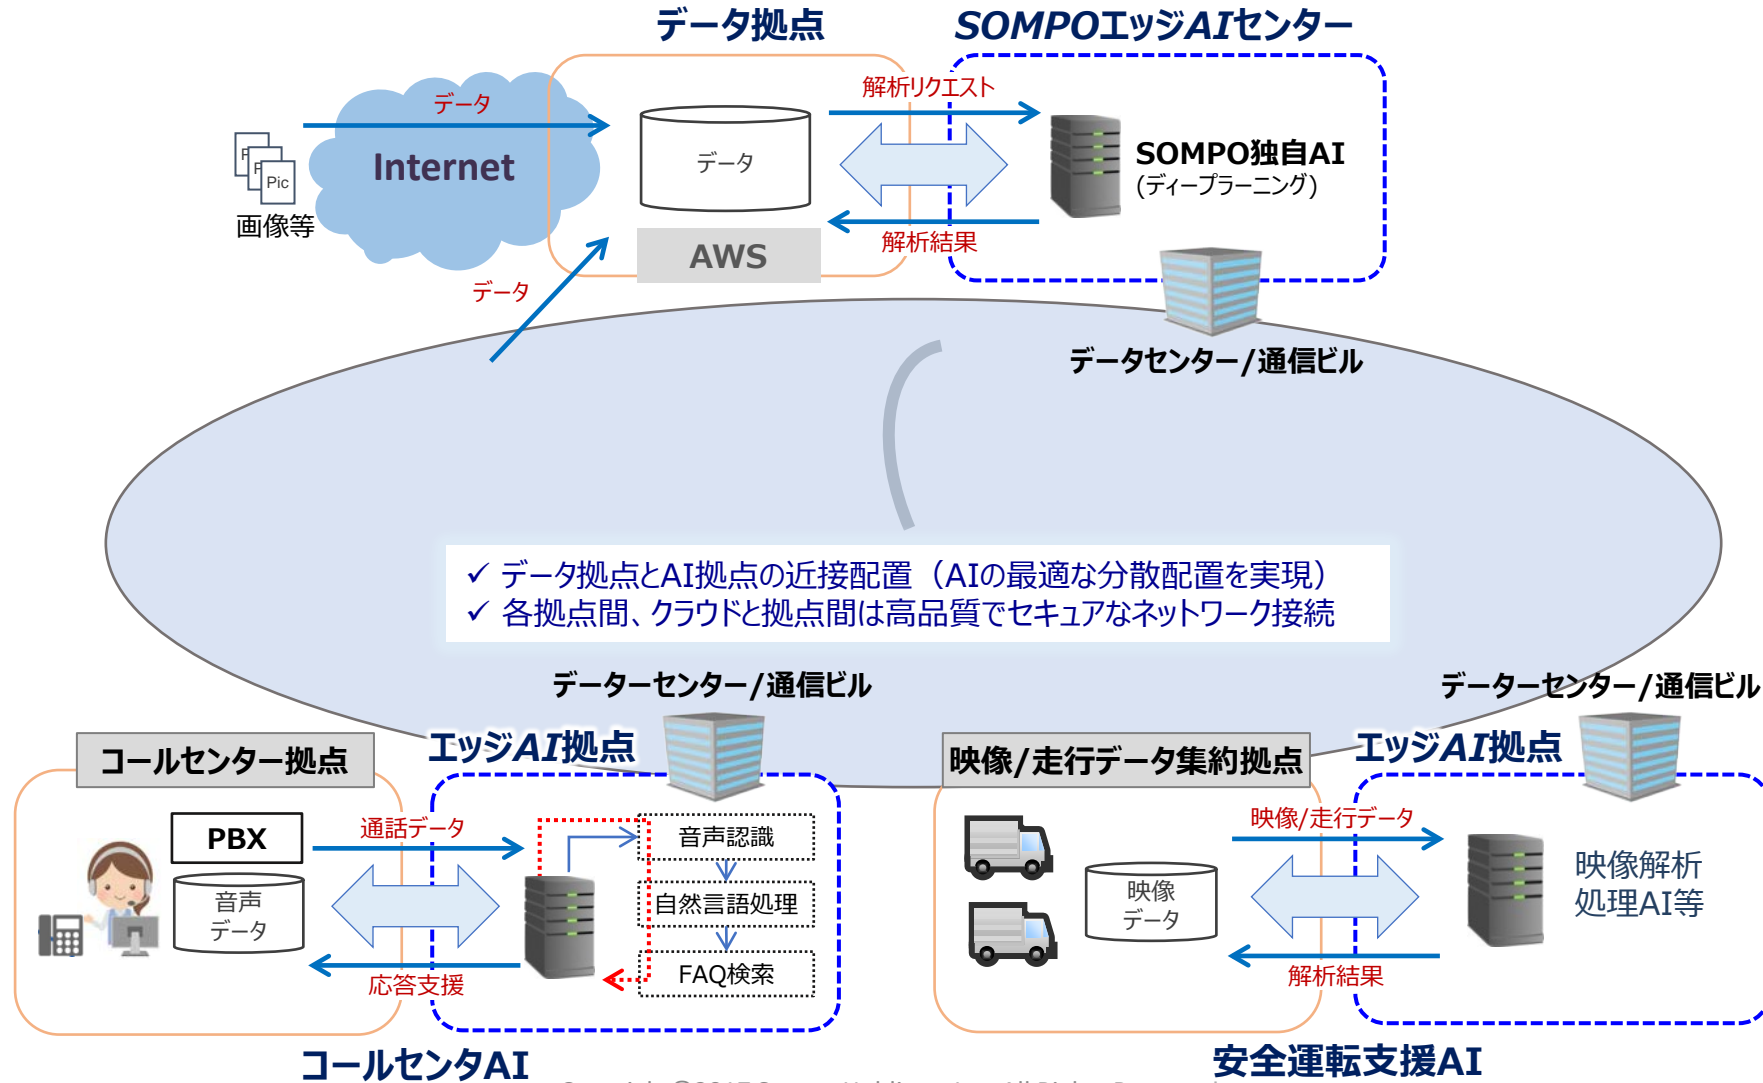 データ拠点
SOMPOエッジAIセンター
データ
解析リクエスト
Internet
データ
SOMPO独自AI
(ディープラーニング)
Pic
画像等
AWS
解析結果
データ
データセンター/通信ビル
✓ データ拠点とAI拠点の近接配置（AIの最適な分散配置を実現）
✓ 各拠点間、クラウドと拠点間は高品質でセキュアなネットワーク接続
データーセンター/通信ビル
データーセンター/通信ビル
コールセンター拠点
エッジAI拠点
映像/走行データ集約拠点
エッジAI拠点
PBX
通話データ
音声認識
映像/走行データ
音声
データ
自然言語処理
映像
データ
映像解析
処理AI等
応答支援
FAQ検索
解析結果
コールセンタAI
安全運転支援AI